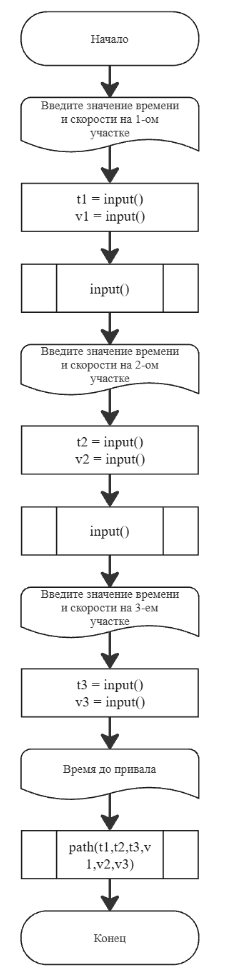 Начало
Введите значение времени
и скорости на 1-ом
участке
t1 = input()
v1 = input()
input()
Введите значение времени
и скорости на 2-ом
участке
t2 = input()
v2 = input()
input()
Введите значение времени
и скорости на 3-ем
участке
t3 = input()
v3 = input()
Время до привала
path(t1,t2,t3,v
1,v2,v3)
Конец